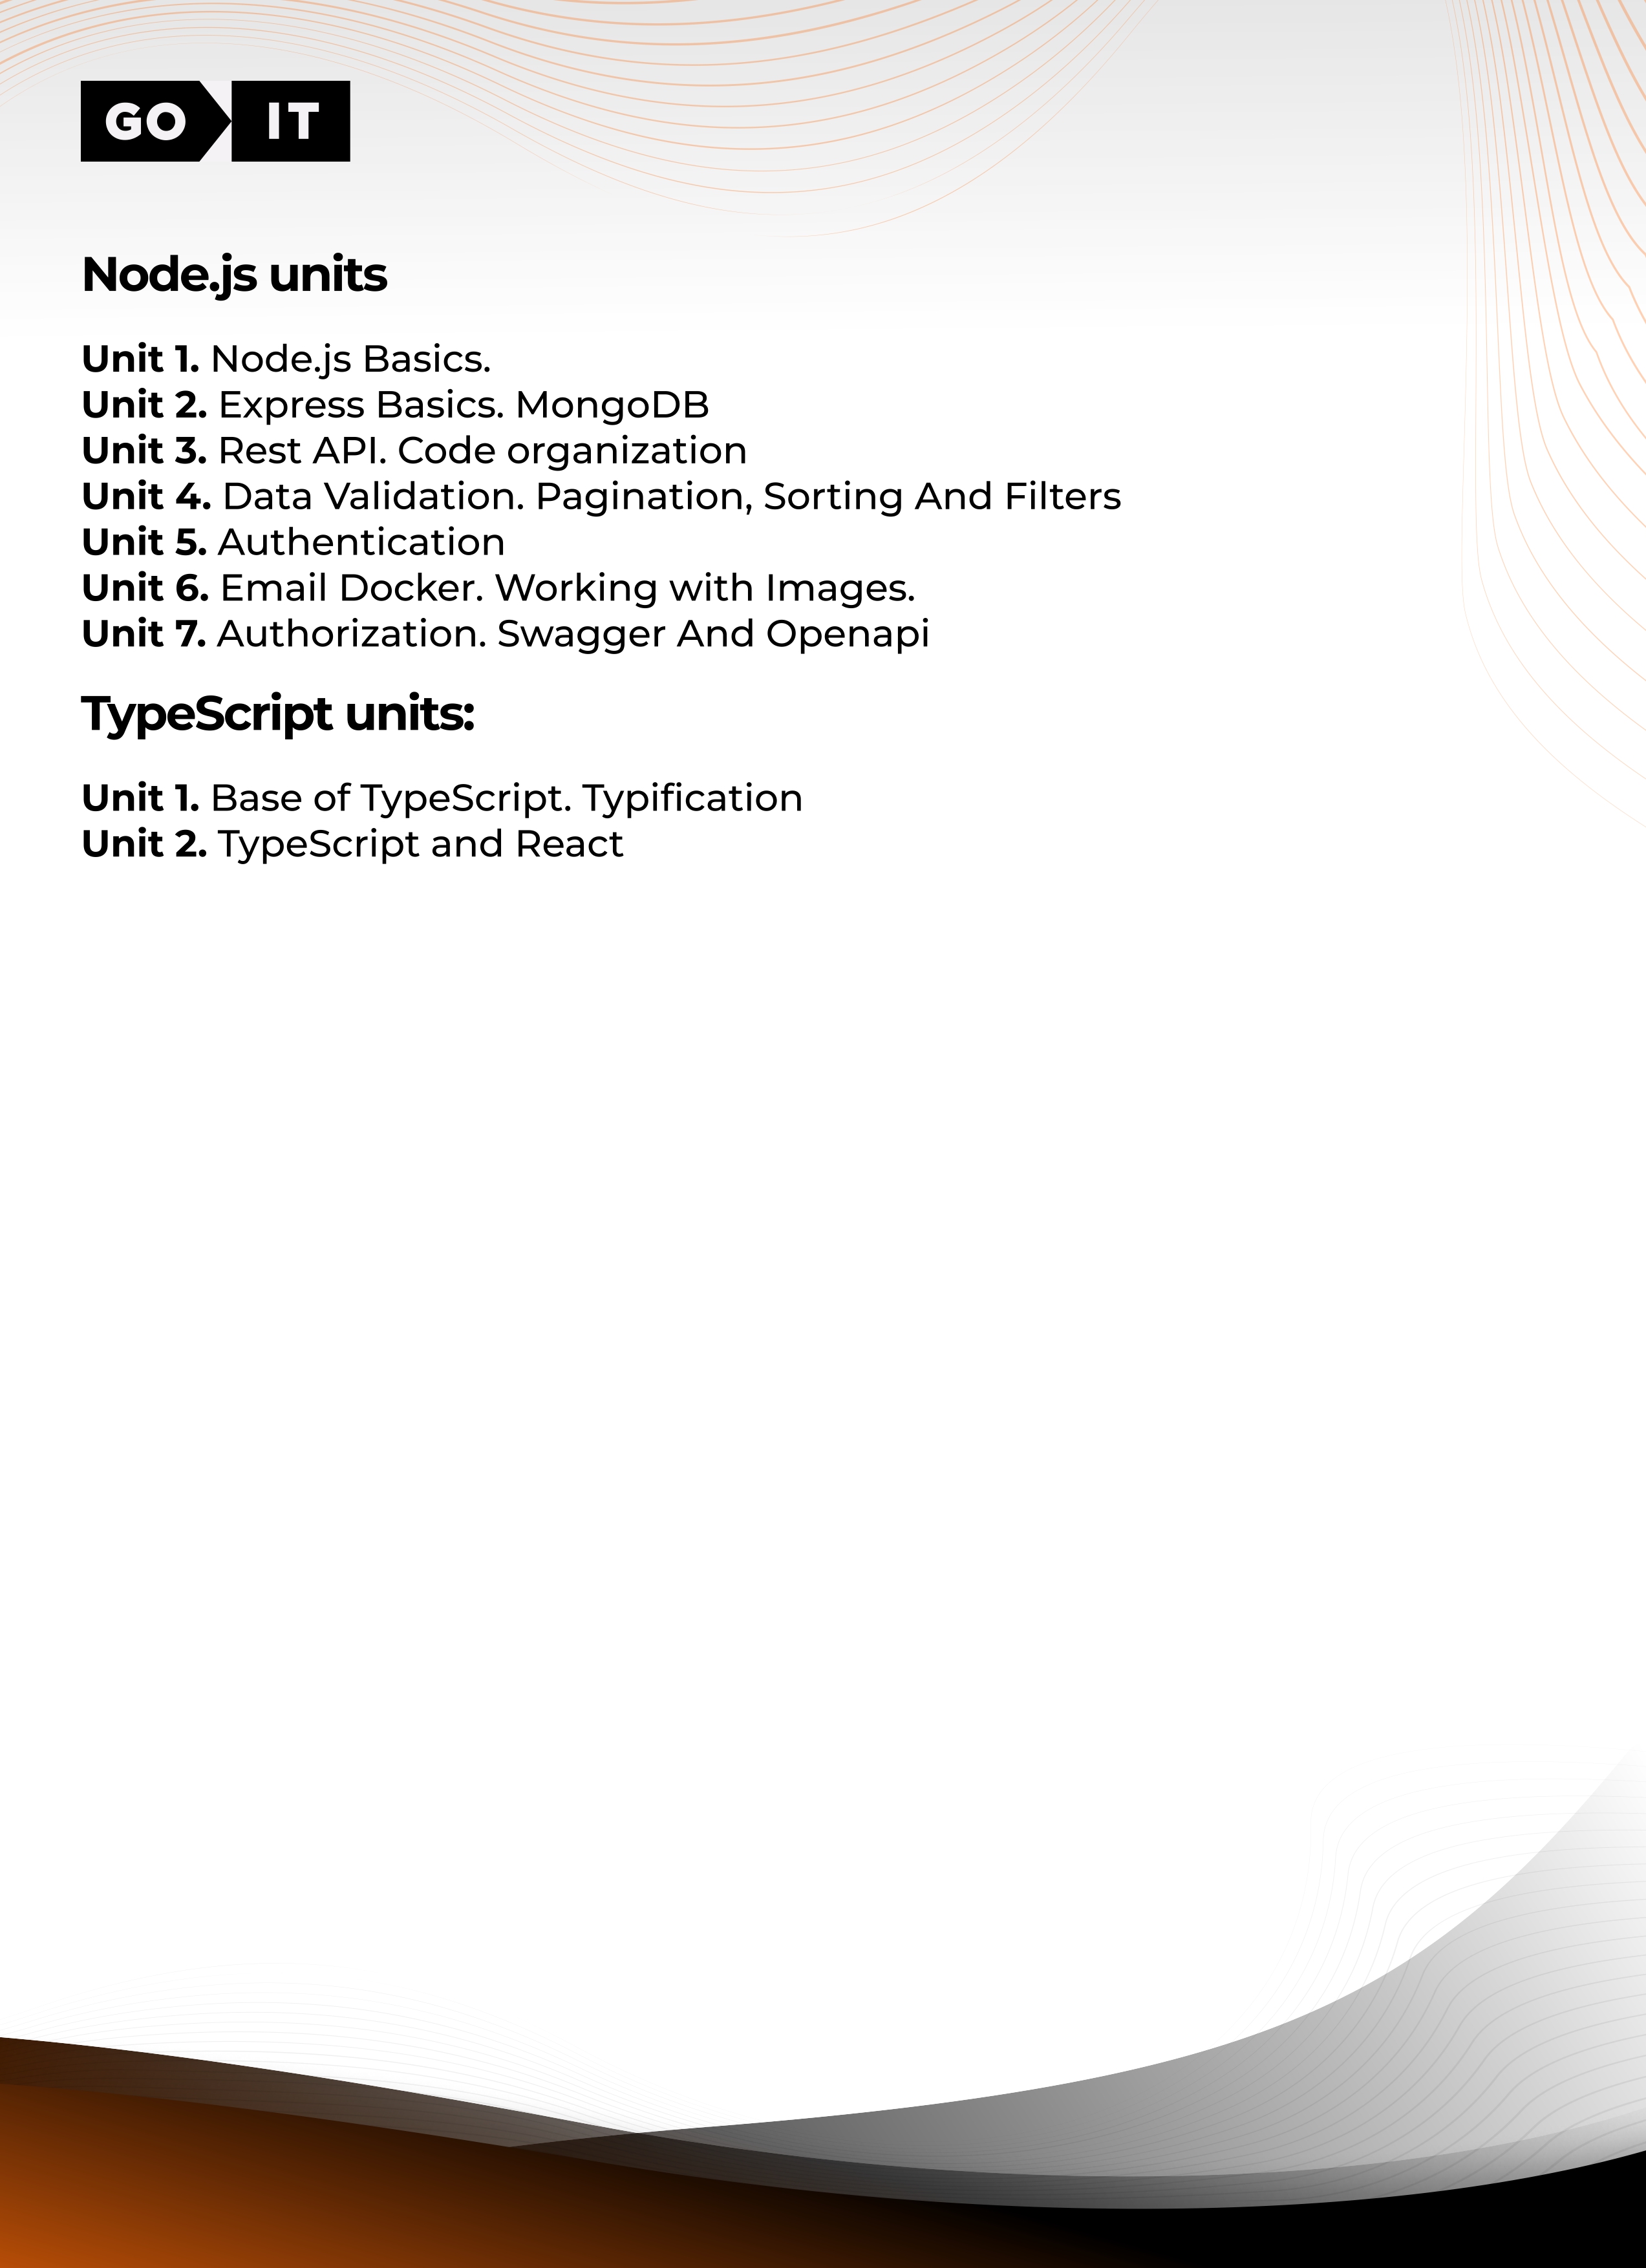 GO IT
Node.js units
Unit 1. Node.js Basics.
Unit 2. Express Basics. MongoDB
Unit 3. Rest API. Code organization
Unit 4. Data Validation. Pagination, Sorting And Filters
Unit 5. Authentication
Unit 6. Email Docker. Working with Images.
Unit 7. Authorization. Swagger And Openapi
TypeScript units:
Unit 1. Base of TypeScript. Typification
Unit 2. TypeScript and React